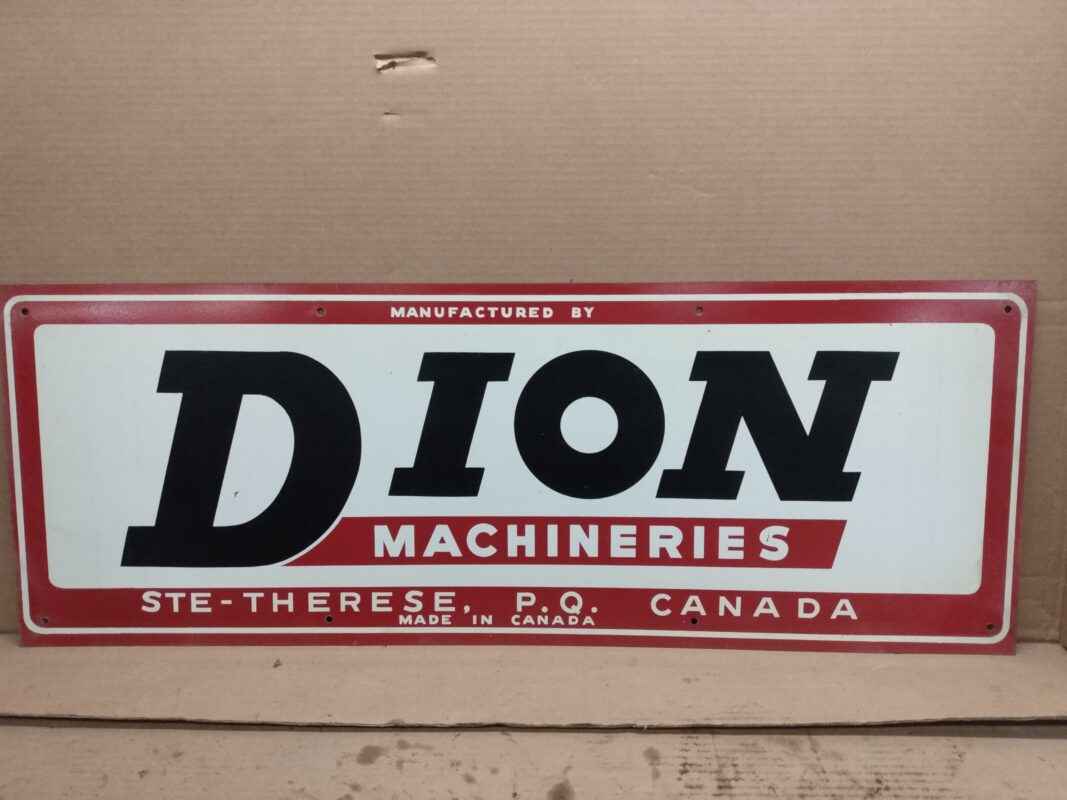 MANUFACTURED BY
DION
MACHINERIES
STE-THERESE, P.Q. CANADA
MADE IN CANADA